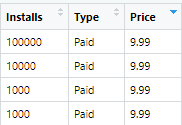 Installs Type Price
100000 Paid 9.99
10000 Paid 9.99
1000 Paid 9.99
1000 Paid 9.99